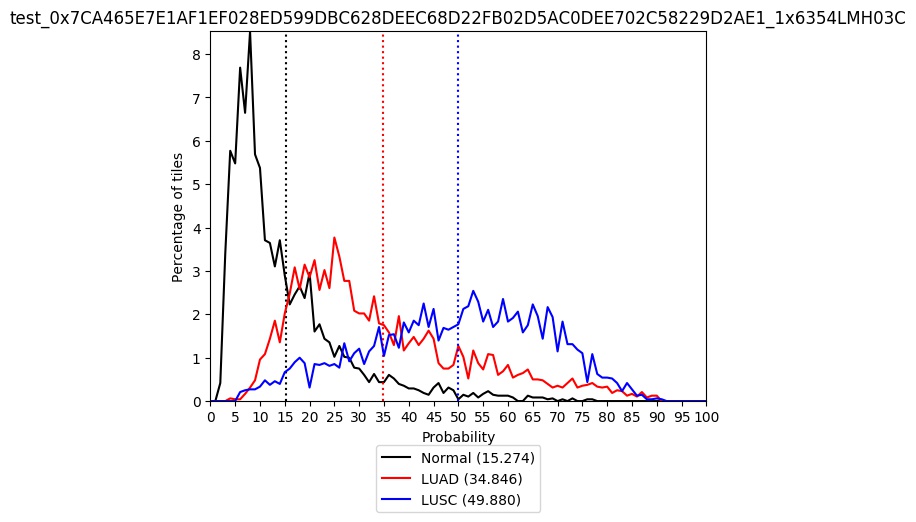 test_0x7CA465E7E1AF1EF028ED599DBC628DEEC68D22FB02D5AC0DEE702C58229D2AE1_1x6354LMH03C
8
7
6
5
4
3
2
1
0
Percentage of tiles
0 5 10 15 20 25 30 35 40 45 50 55 60 65 70 75 80 85 90 95 100
Probability
Normal (15.274)
LUAD (34.846)
LUSC (49.880)